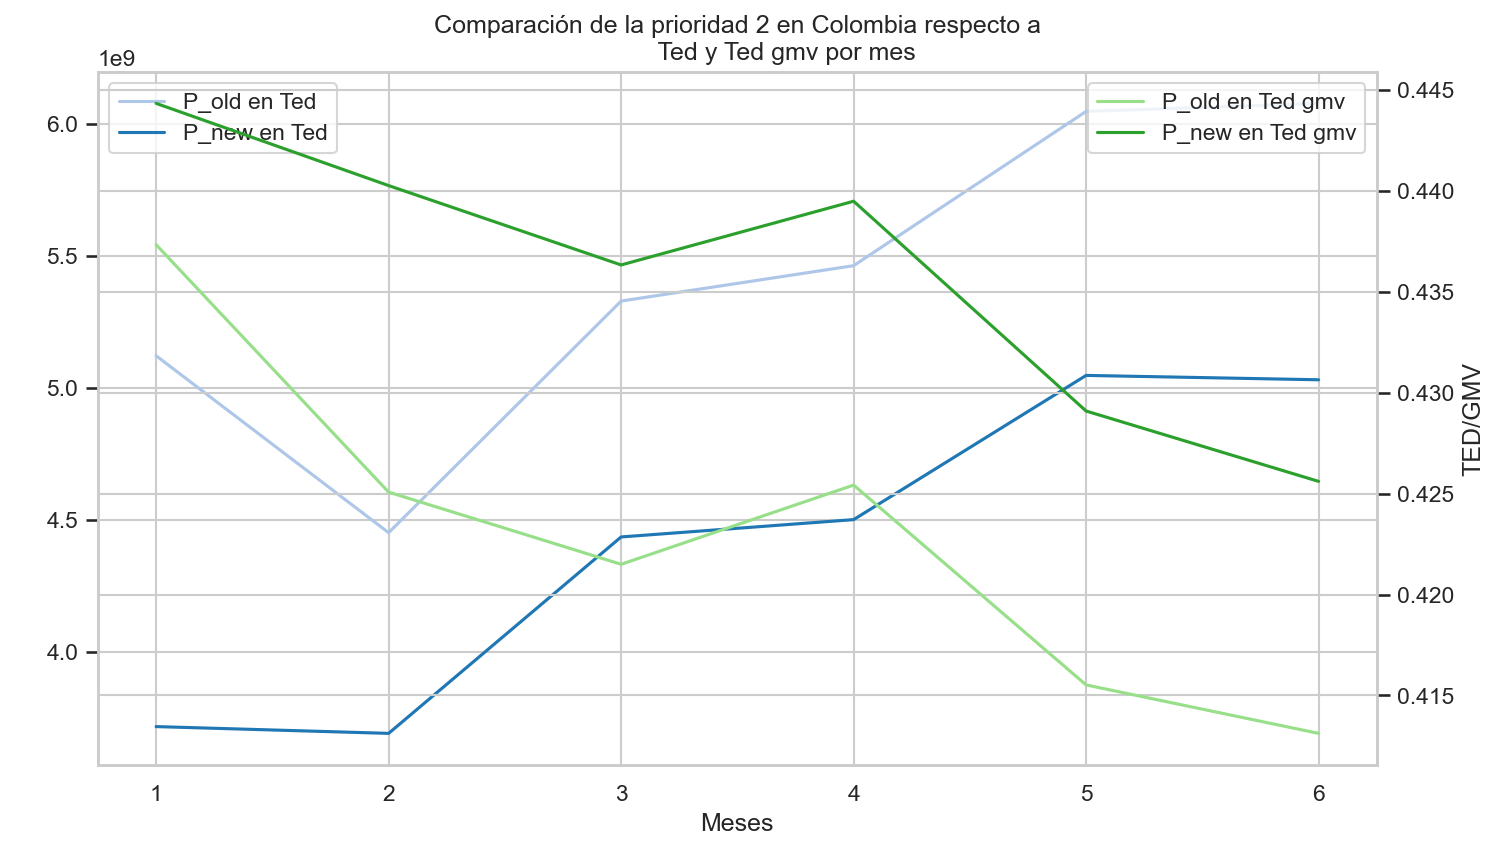 Comparación de la prioridad 2 en Colombia respecto a
Ted y Ted gmv por mes
1e9
P_old en Ted
P_new en Ted
P_old en Ted gmv
P_new en Ted gmv
6.0
5.5
5.0
4.5
4.0
0.445
0.440
0.435
0.430
0.425
0.420
0.415
TED/GMV
1 2 3 4 5 6
Meses